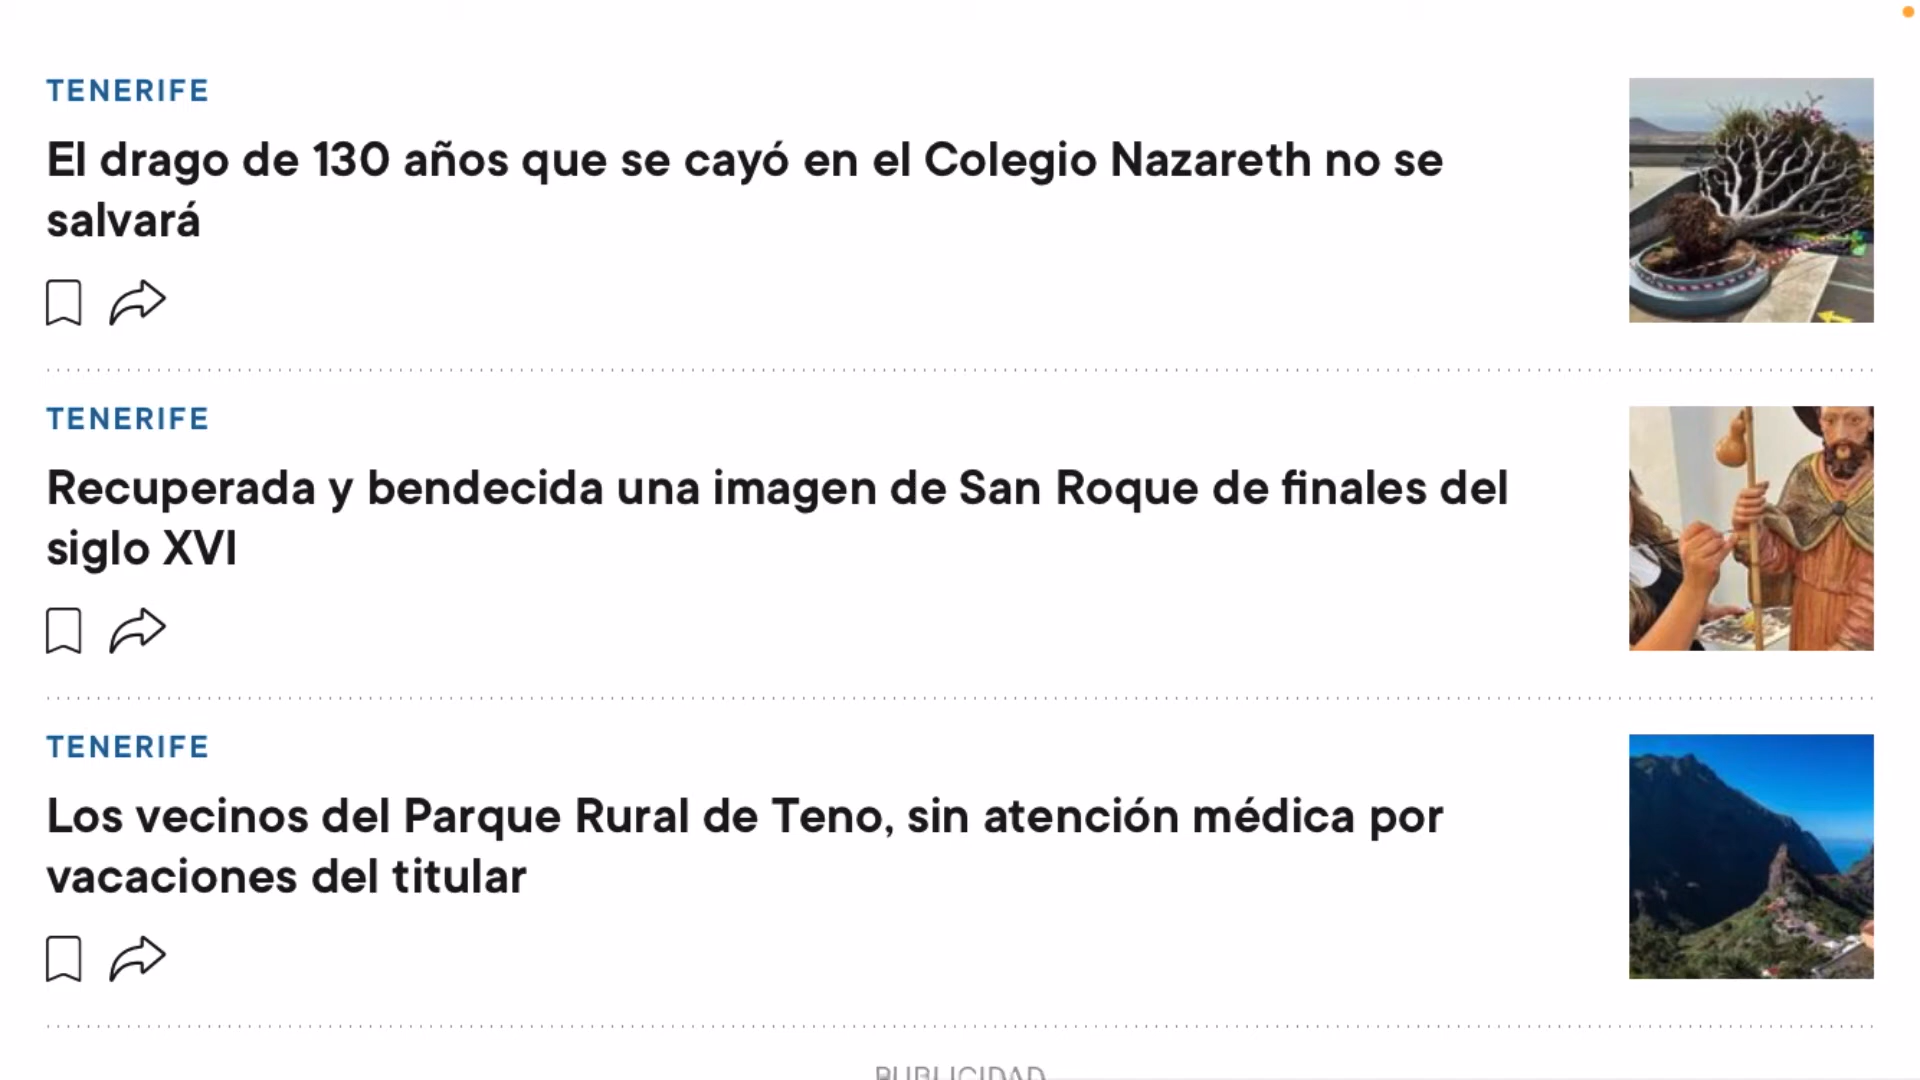 TENERIFE
El drago de 130 años que se cayó en el Colegio Nazareth no se
salvará
TENERIFE
Recuperada y bendecida una imagen de San Roque de finales del
siglo XVI
TENERIFE
Los vecinos del Parque Rural de Teno, sin atención médica por
vacaciones del titular
PUBLICIDAD